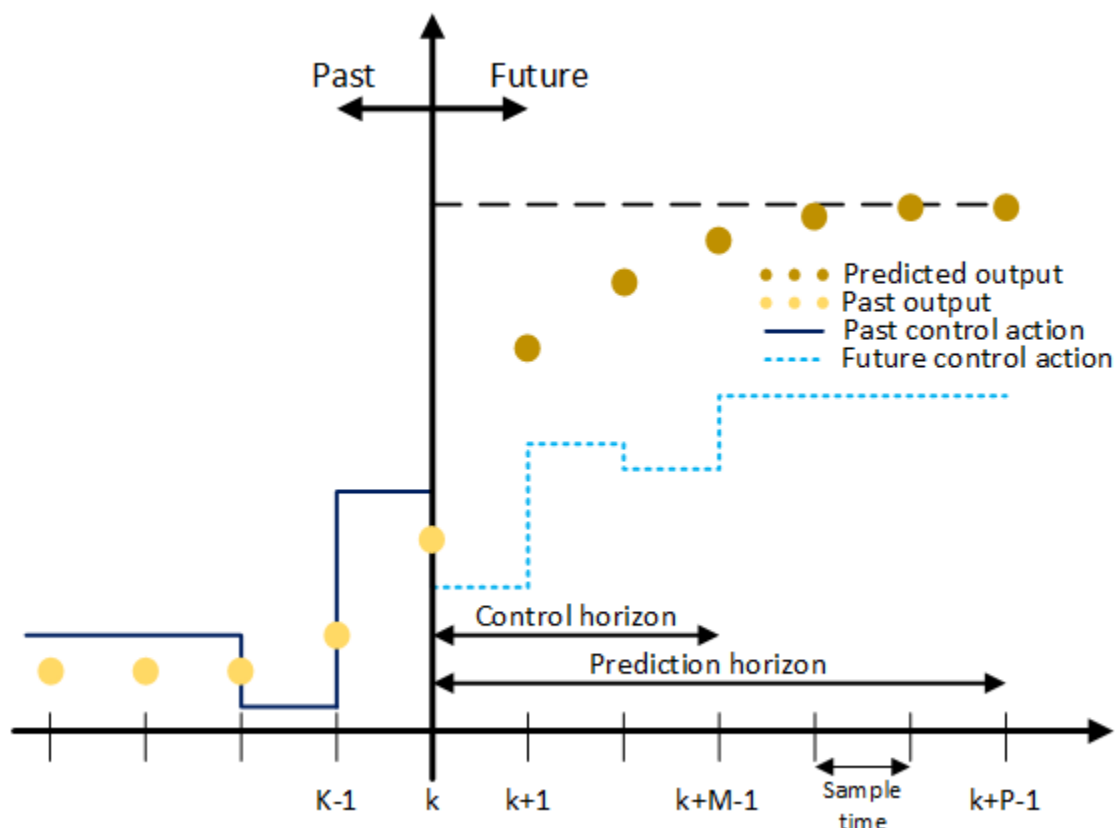 Past
Future
Predicted output
Past output
Past control action
Future control action
Control horizon
Prediction horizon
K-1
k
k+1
k+M-1
Sample
time
k+P-1